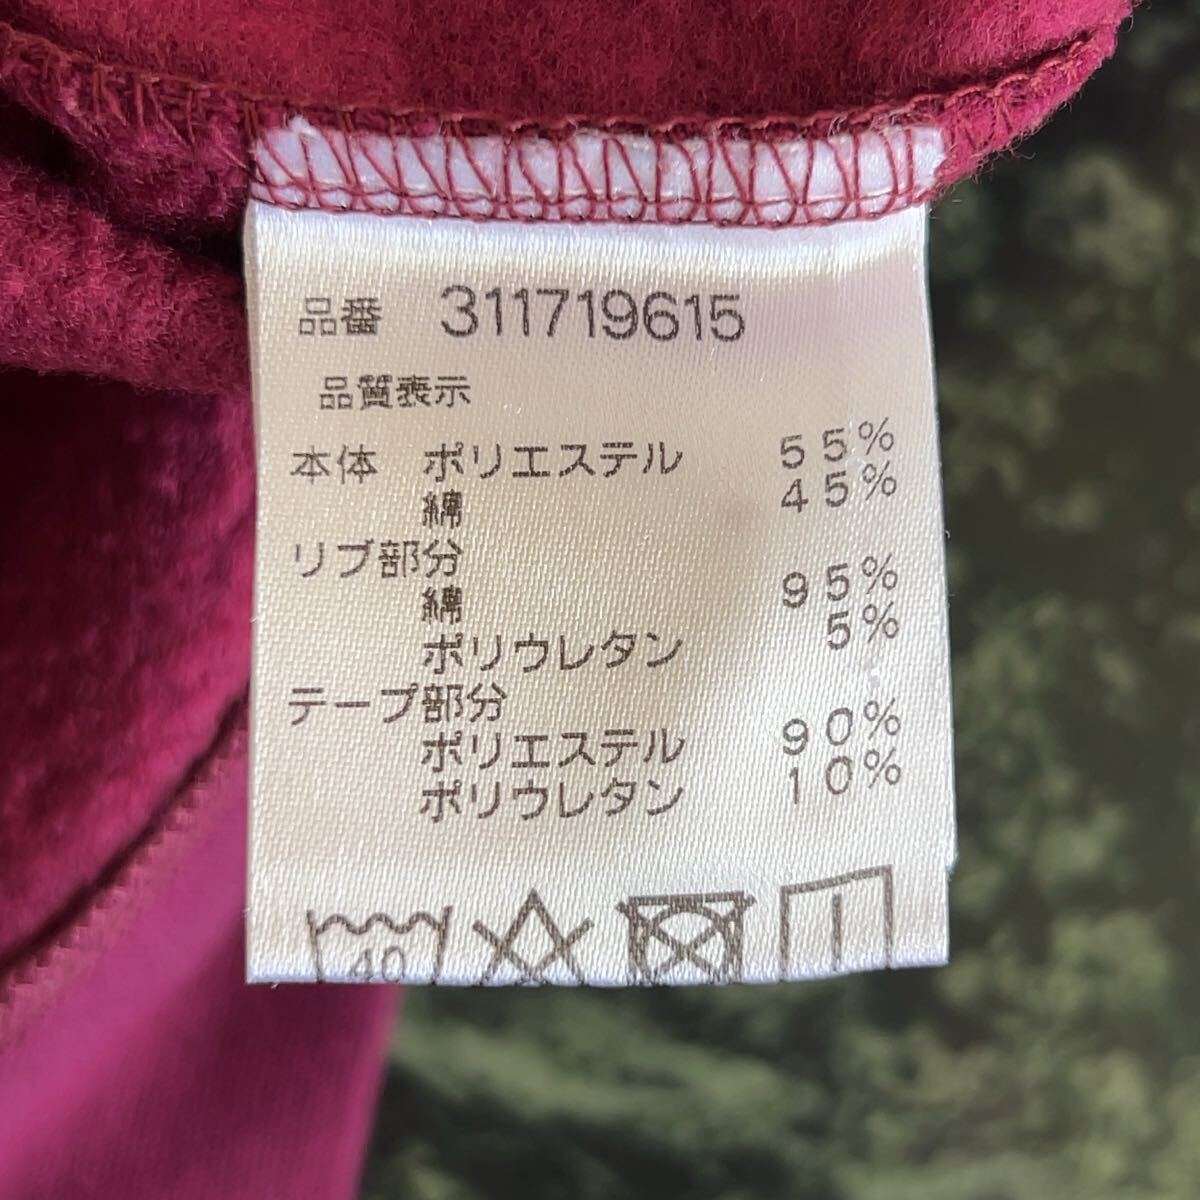 品番 311719615
品質表示
本体 ポリエステル 55%
綿 45%
リブ部分
綿 95%
ポリウレタン 5%
テープ部分
ポリエステル 90%
ポリウレタン 10%
40